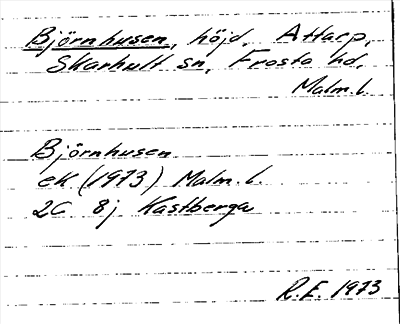 Björnhusen, höjd, Attarp,
Skarhult sn, Frosta hd,
Malm.l.
Björnhusen
ek (1973) Malm.l.
2C 8j Kastberga
R.E. 1973